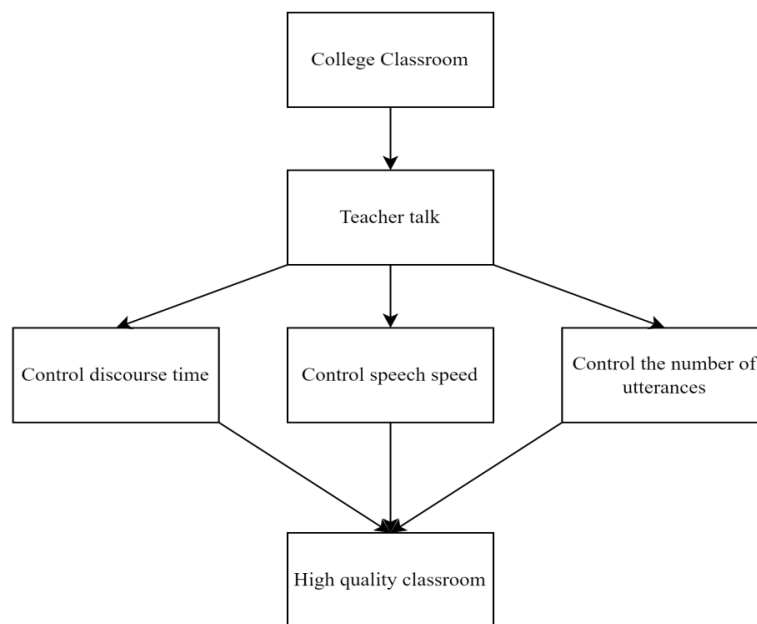 College Classroom
Teacher talk
Control discourse time
Control speech speed
Control the number of
utterances
High quality classroom